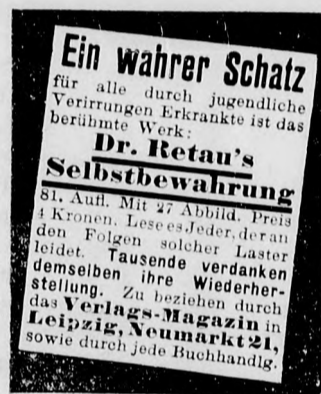 Ein wahrer Schatz
für alle durch jugendliche
Verirrungen Erkrankte ist das
berühmte Werk:
Dr. Retau's
Selbstbewahrung
81. Aufl. Mit 27 Abbild. Preis
4 Kronen. Lese es Jeder, der an
den Folgen solcher Laster
leidet. Tausende verdanken
demselben ihre Wiederher-
stellung. Zu beziehen durch
das Verlags-Magazin in
Leipzig, Neumarkt 21,
sowie durch jede Buchhandlg.